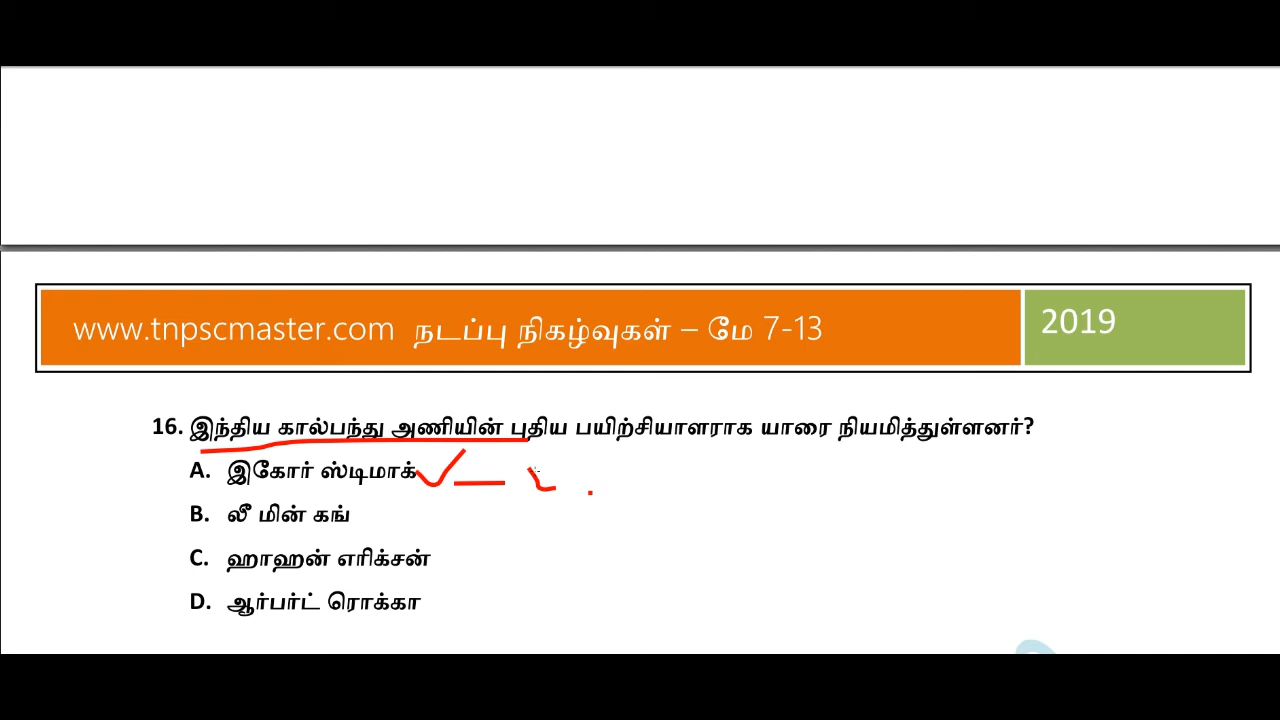 www.tnpscmaster.com நடப்பு நிகழ்வுகள் – மே 7-13
2019
16. இந்திய கால்பந்து அணியின் புதிய பயிற்சியாளராக யாரை நியமித்துள்ளனர்?
A. இகோர் ஸ்டிமாக்
B. லீ மின் கங்
C. ஹாஹன் எரிக்சன்
D. ஆர்பர்ட் ரொக்கா